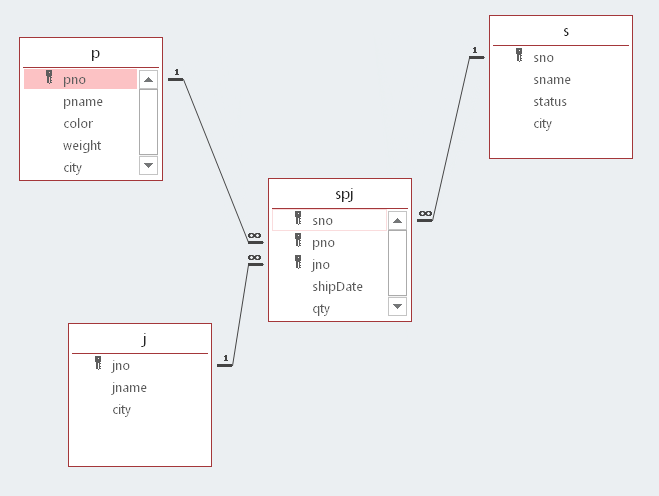 p
pno
pname
color
weight
city
1
s
sno
sname
status
city
1
spj
sno
pno
jno
shipDate
qty
∞
∞
∞
j
jno
jname
city
1